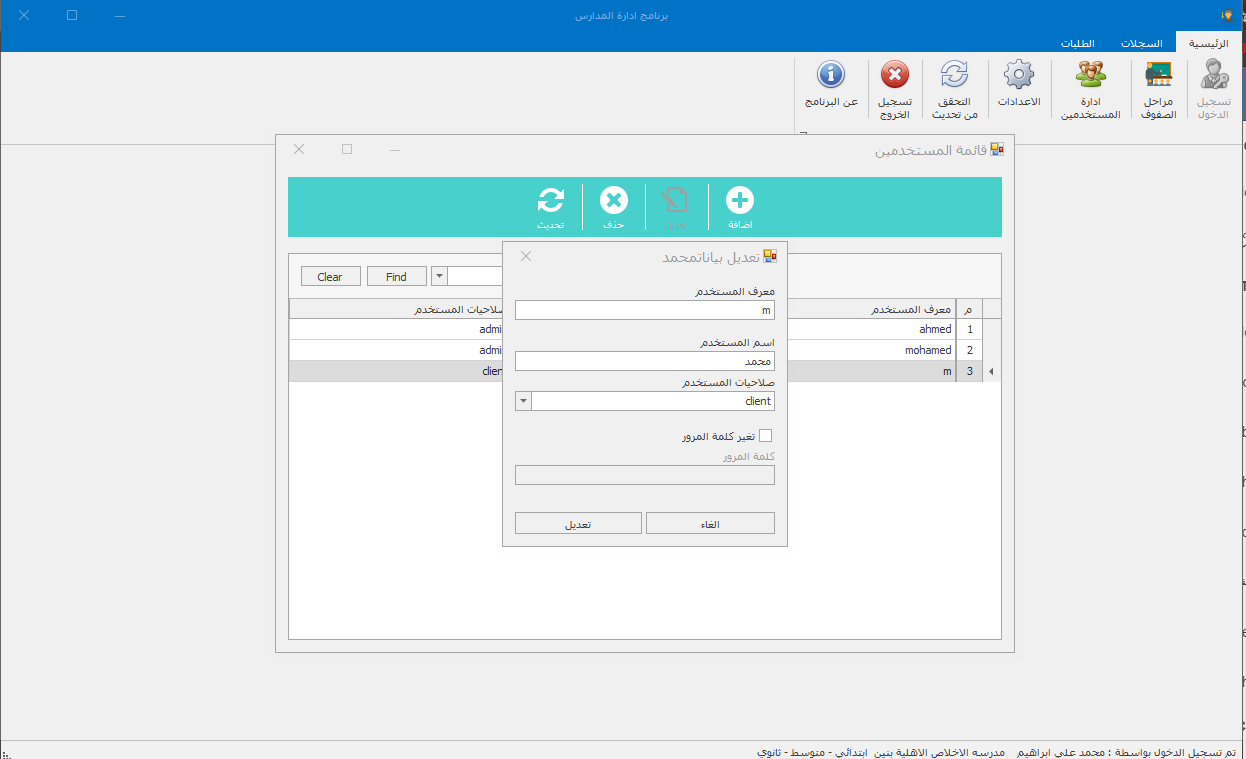 برنامج ادارة المدارس
الرئيسية
السجلات
الطلبات
تسجيل الدخول
مراحل الصفوف
ادارة المستخدمين
الاعدادات
التحقق من تحديث
تسجيل الخروج
عن البرنامج
قائمة المستخدمين
اضافة
تعديل
حذف
تحديث
Find
Clear
م
معرف المستخدم
صلاحيات المستخدم
1 ahmed admi
2 mohamed admi
3 m clien
تعديل بياناتمحمد
معرف المستخدم
m
اسم المستخدم
محمد
صلاحيات المستخدم
client
تغير كلمة المرور
كلمة المرور
الغاء
تعديل
تم تسجيل الدخول بواسطة : محمد علي ابراهيم
مدرسه الاخلاص الاهلية بنين ابتدائي - متوسط - ثانوي